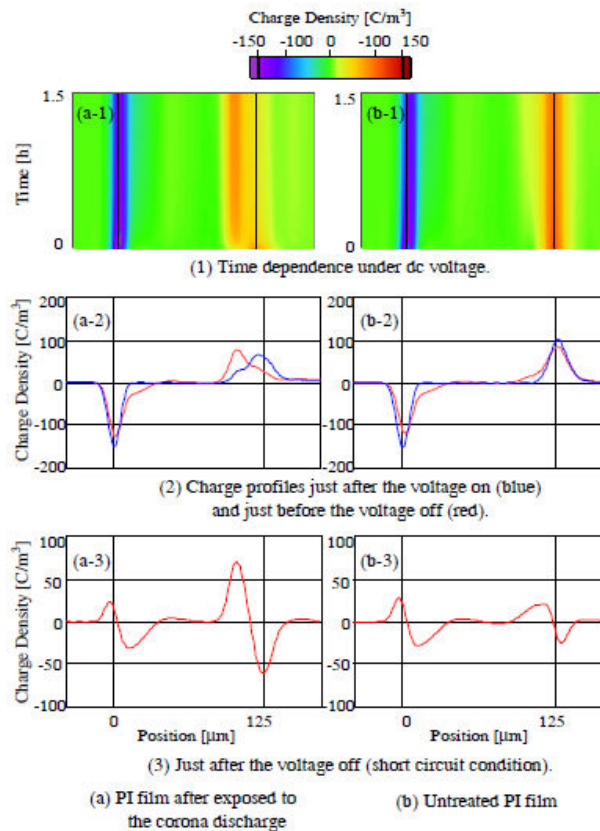 Charge Density [C/m³]
-150 -100 0 -100 150
1.5 (a-1) 1.5 (b-1)
Time [h]
0 0
(1) Time dependence under dc voltage.
200 (a-2) 200 (b-2)
100 100
0 0
-100 -100
-200 -200
Charge Density [C/m³]
(2) Charge profiles just after the voltage on (blue)
and just before the voltage off (red).
100 (a-3) 100 (b-3)
50 50
0 0
-50 -50
-100 -100
Charge Density [C/m³]
0 125 0 125
Position [μm] Position [μm]
(3) Just after the voltage off (short circuit condition).
(a) PI film after exposed to (b) Untreated PI film
the corona discharge